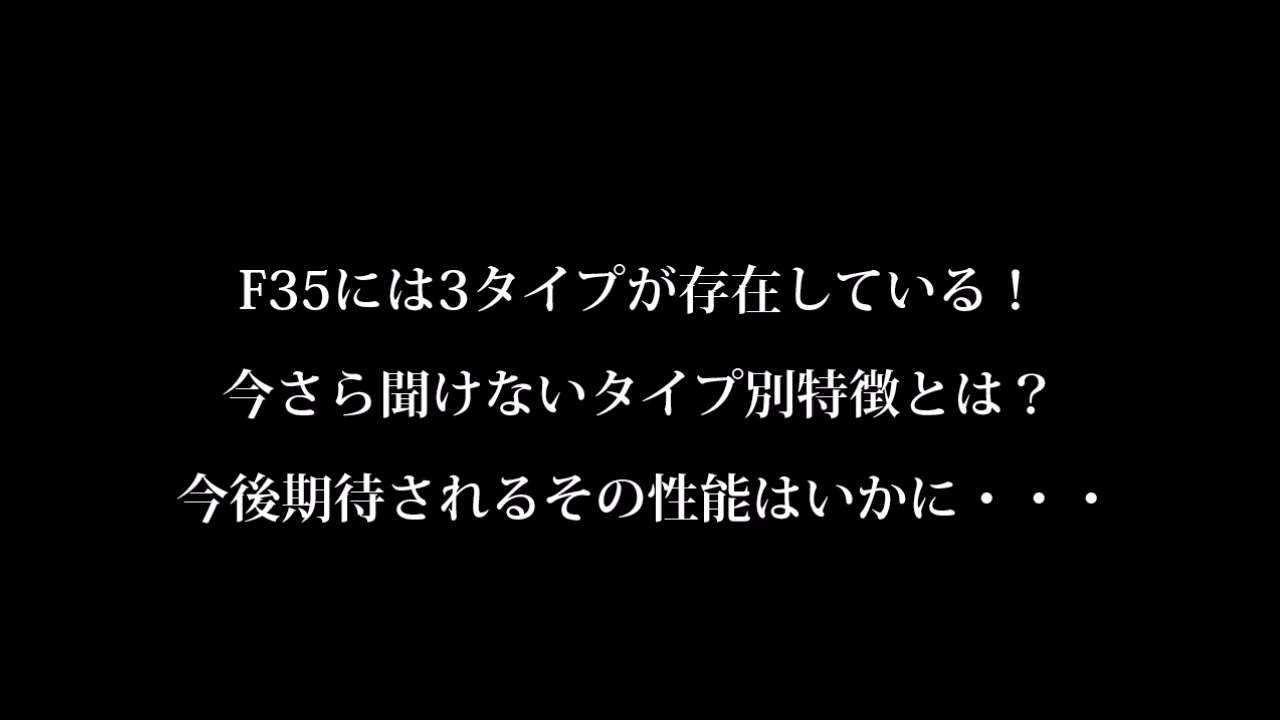 F35には3タイプが存在している！
今さら聞けないタイプ別特徴とは？
今後期待されるその性能はいかに・・・